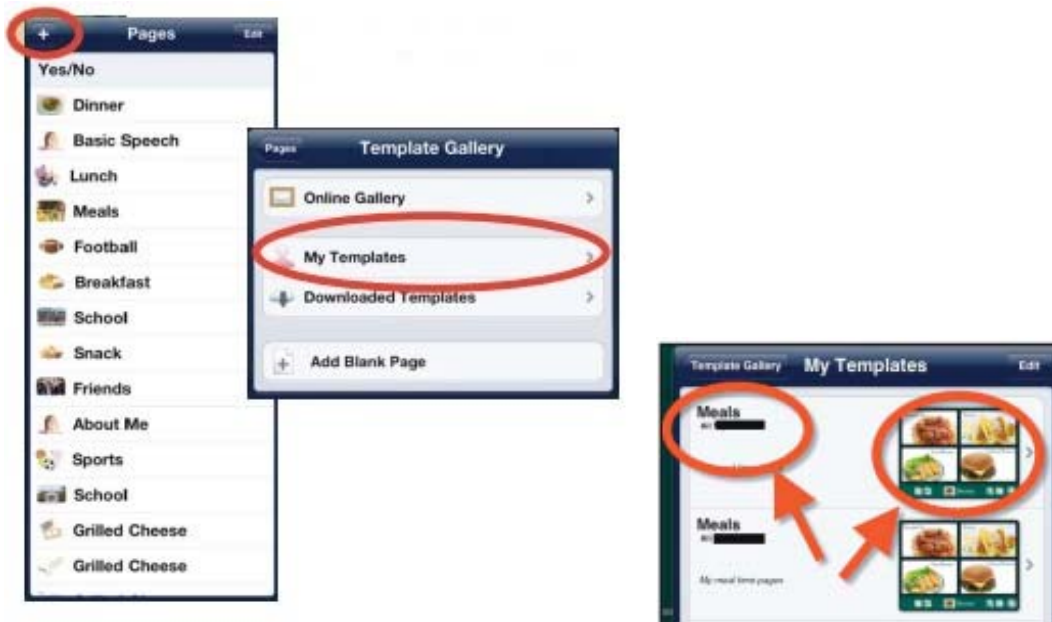 + Pages Edit
Yes/No
Dinner
Basic Speech
Lunch
Meals
Football
Breakfast
School
Snack
Friends
About Me
Sports
School
Grilled Cheese
Grilled Cheese
Pages Template Gallery
Online Gallery
My Templates
Downloaded Templates
+ Add Blank Page
Template Gallery My Templates Edit
Meals
Meals
My meal time pages